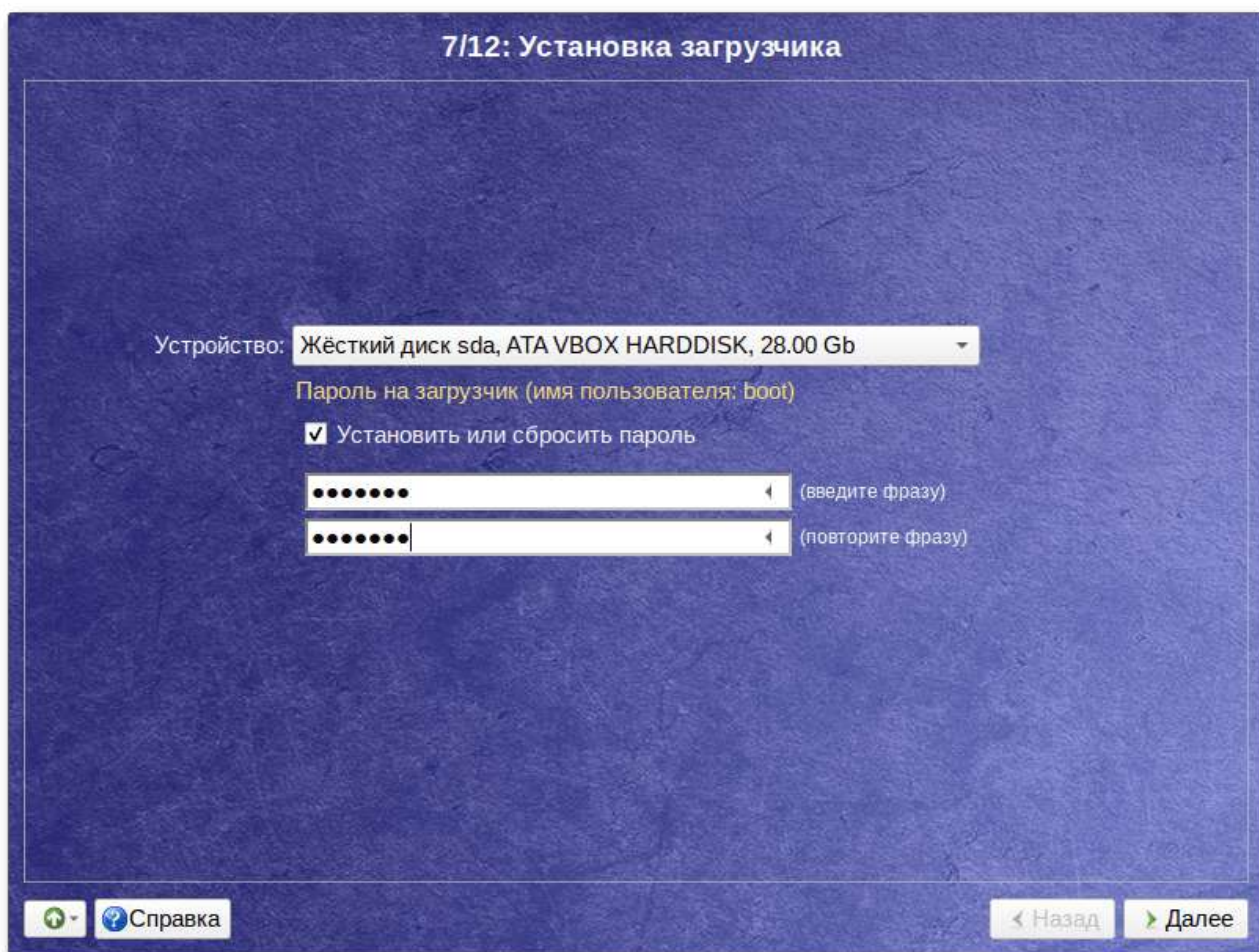 7/12: Установка загрузчика
Устройство: Жёсткий диск sda, ATA VBOX HARDDISK, 28.00 Gb
Пароль на загрузчик (имя пользователя: boot)
Установить или сбросить пароль
●●●●●●● (введите фразу)
●●●●●●● (повторите фразу)
Справка Назад Далее